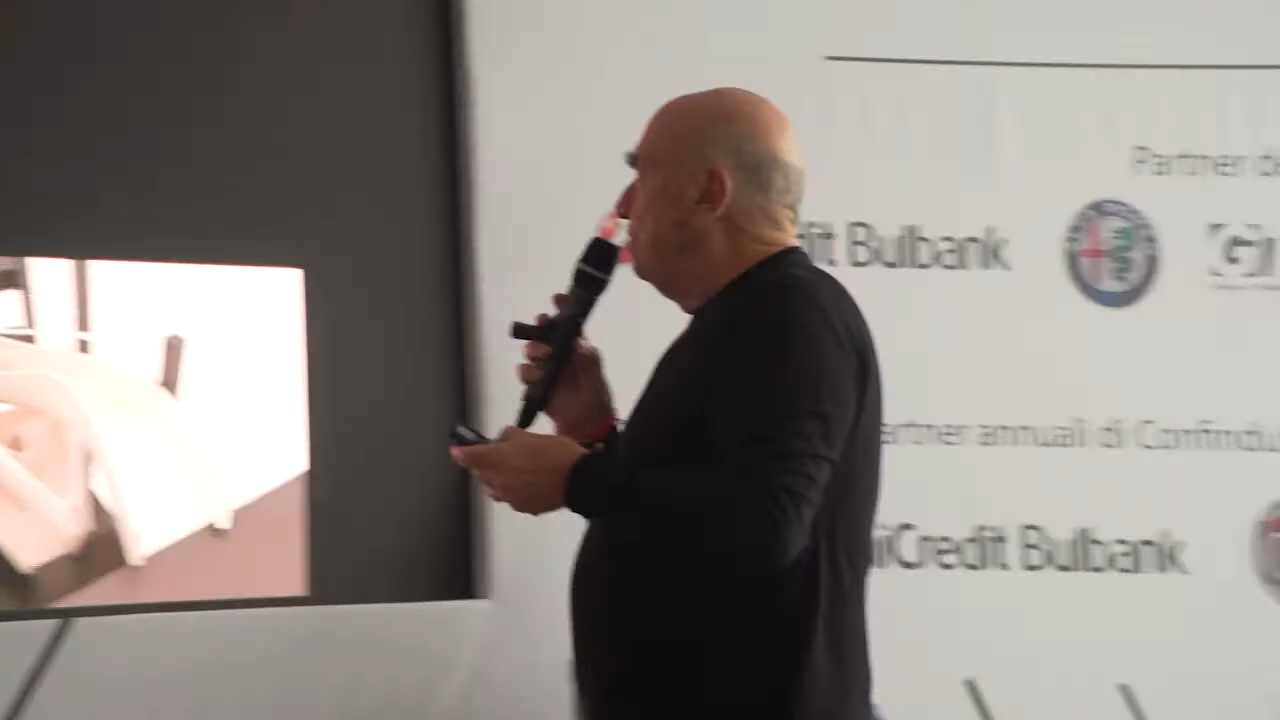 Partner de
dit Bulbank
artner annuali di Confindu
iCredit Bulbank